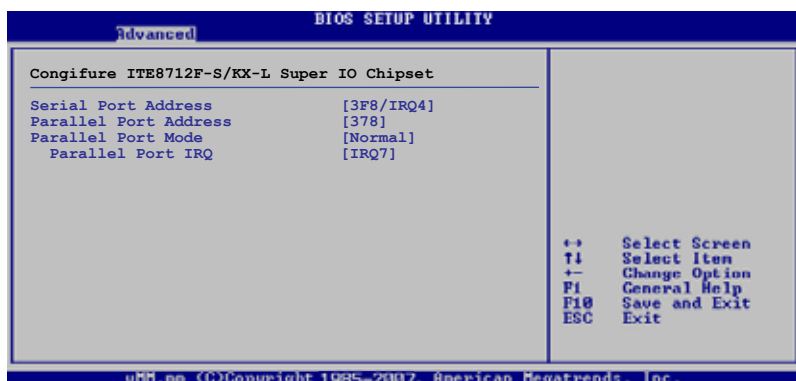 BIOS SETUP UTILITY
Advanced
Congifure ITE8712F-S/KX-L Super IO Chipset
Serial Port Address [3F8/IRQ4]
Parallel Port Address [378]
Parallel Port Mode [Normal]
Parallel Port IRQ [IRQ7]
↔ Select Screen
↑↓ Select Item
+- Change Option
F1 General Help
F10 Save and Exit
ESC Exit
(C)Copyright 1985-2007, American Megatrends, Inc.